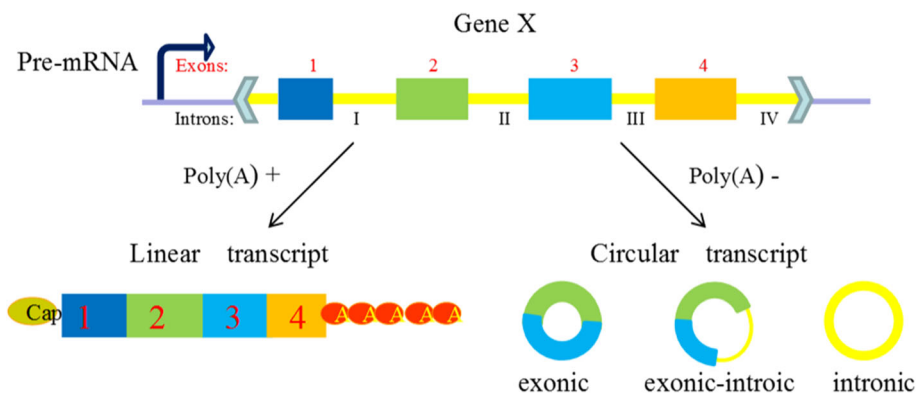 Gene X
Pre-mRNA
Exons: 1 2 3 4
Introns: I II III IV
Poly(A) + Poly(A) -
Linear transcript Circular transcript
Cap 1 2 3 4 A A A A A
exonic exonic-introic intronic